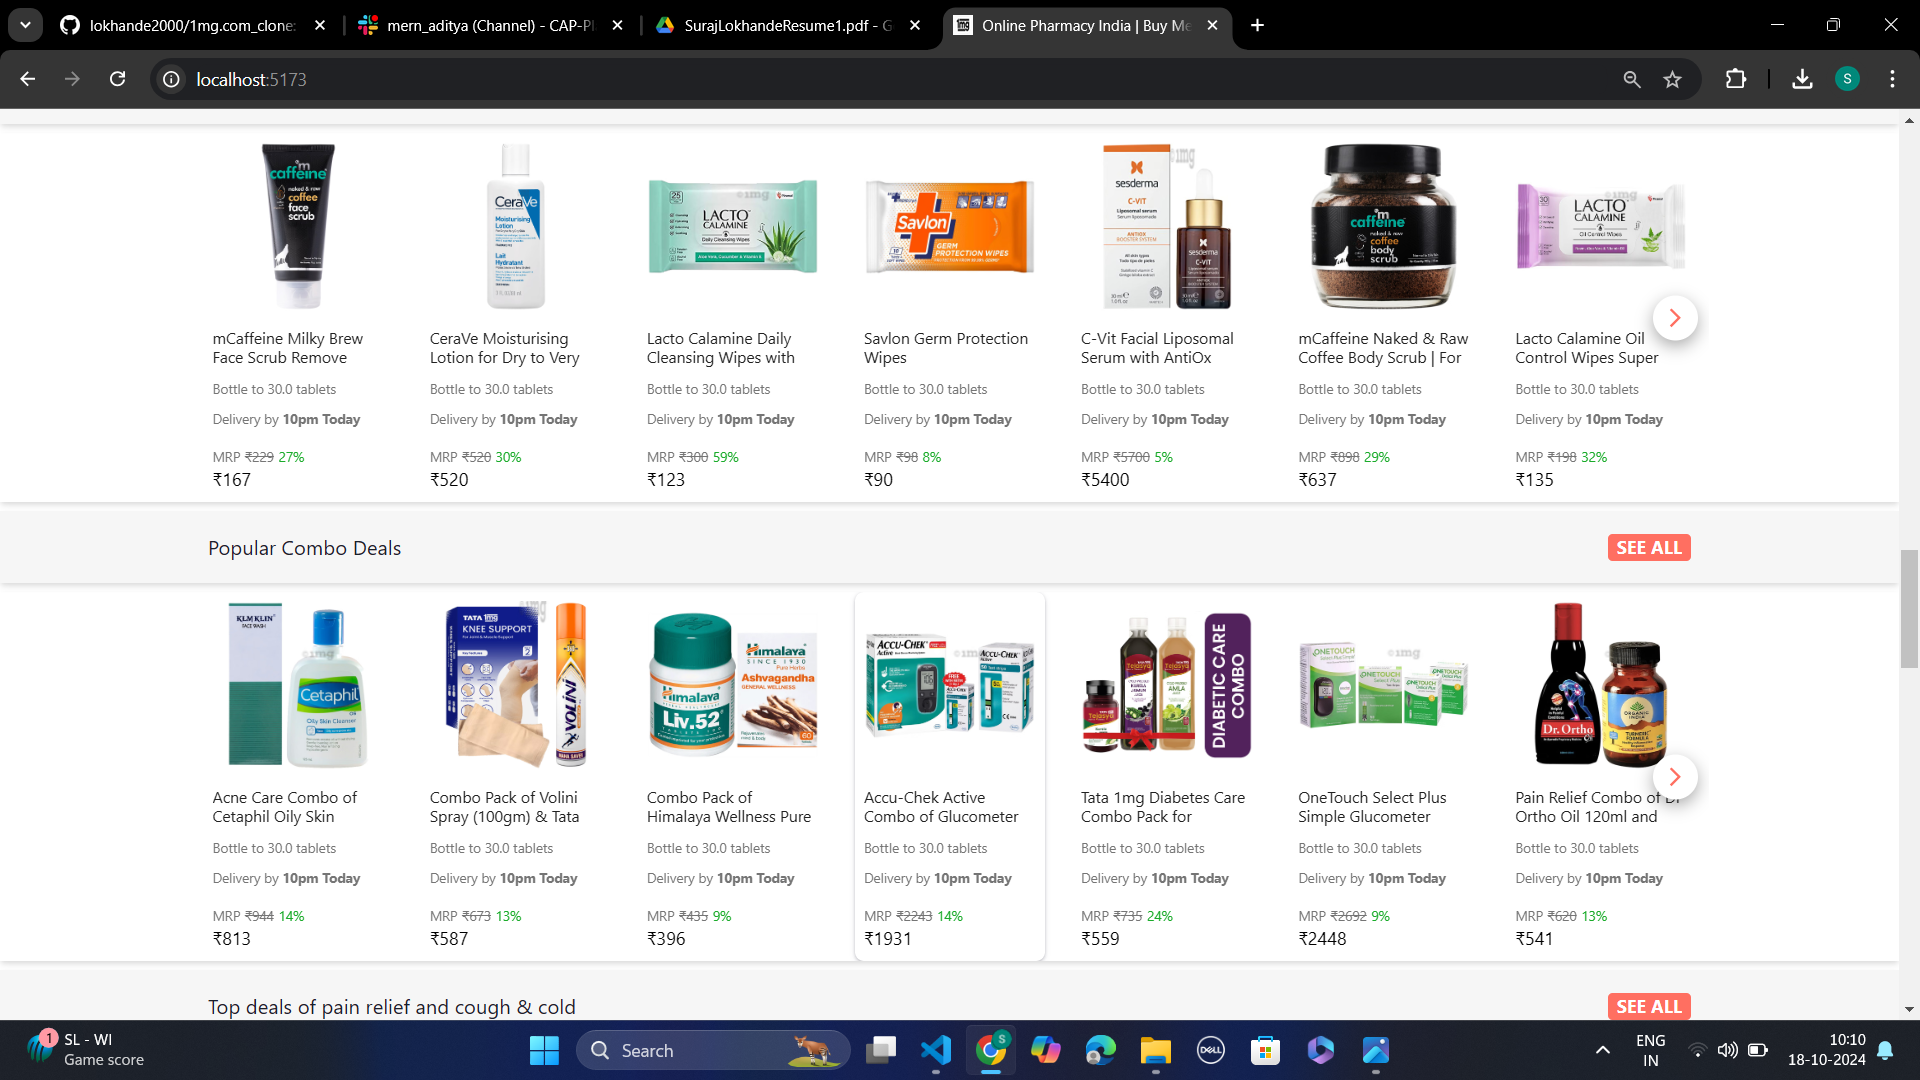 lokhande2000/1mg.com_clone:
mern_aditya (Channel) - CAP-Pl
SurajLokhandeResume1.pdf - G
Online Pharmacy India | Buy Me
localhost:5173
S
mCaffeine Milky Brew
Face Scrub Remove
Bottle to 30.0 tablets
Delivery by 10pm Today
MRP ₹229 27%
₹167
CeraVe Moisturising
Lotion for Dry to Very
Bottle to 30.0 tablets
Delivery by 10pm Today
MRP ₹520 30%
₹520
Lacto Calamine Daily
Cleansing Wipes with
Bottle to 30.0 tablets
Delivery by 10pm Today
MRP ₹300 59%
₹123
Savlon Germ Protection
Wipes
Bottle to 30.0 tablets
Delivery by 10pm Today
MRP ₹98 8%
₹90
C-Vit Facial Liposomal
Serum with AntiOx
Bottle to 30.0 tablets
Delivery by 10pm Today
MRP ₹5700 5%
₹5400
mCaffeine Naked & Raw
Coffee Body Scrub | For
Bottle to 30.0 tablets
Delivery by 10pm Today
MRP ₹898 29%
₹637
Lacto Calamine Oil
Control Wipes Super
Bottle to 30.0 tablets
Delivery by 10pm Today
MRP ₹198 32%
₹135
Popular Combo Deals
SEE ALL
Acne Care Combo of
Cetaphil Oily Skin
Bottle to 30.0 tablets
Delivery by 10pm Today
MRP ₹944 14%
₹813
Combo Pack of Volini
Spray (100gm) & Tata
Bottle to 30.0 tablets
Delivery by 10pm Today
MRP ₹673 13%
₹587
Combo Pack of
Himalaya Wellness Pure
Bottle to 30.0 tablets
Delivery by 10pm Today
MRP ₹435 9%
₹396
Accu-Chek Active
Combo of Glucometer
Bottle to 30.0 tablets
Delivery by 10pm Today
MRP ₹2243 14%
₹1931
DIABETIC CARE
COMBO
Tata 1mg Diabetes Care
Combo Pack for
Bottle to 30.0 tablets
Delivery by 10pm Today
MRP ₹735 24%
₹559
OneTouch Select Plus
Simple Glucometer
Bottle to 30.0 tablets
Delivery by 10pm Today
MRP ₹2692 9%
₹2448
Pain Relief Combo of Dr
Ortho Oil 120ml and
Bottle to 30.0 tablets
Delivery by 10pm Today
MRP ₹620 13%
₹541
Top deals of pain relief and cough & cold
SEE ALL
1
SL - WI
Game score
Search
ENG
IN
10:10
18-10-2024